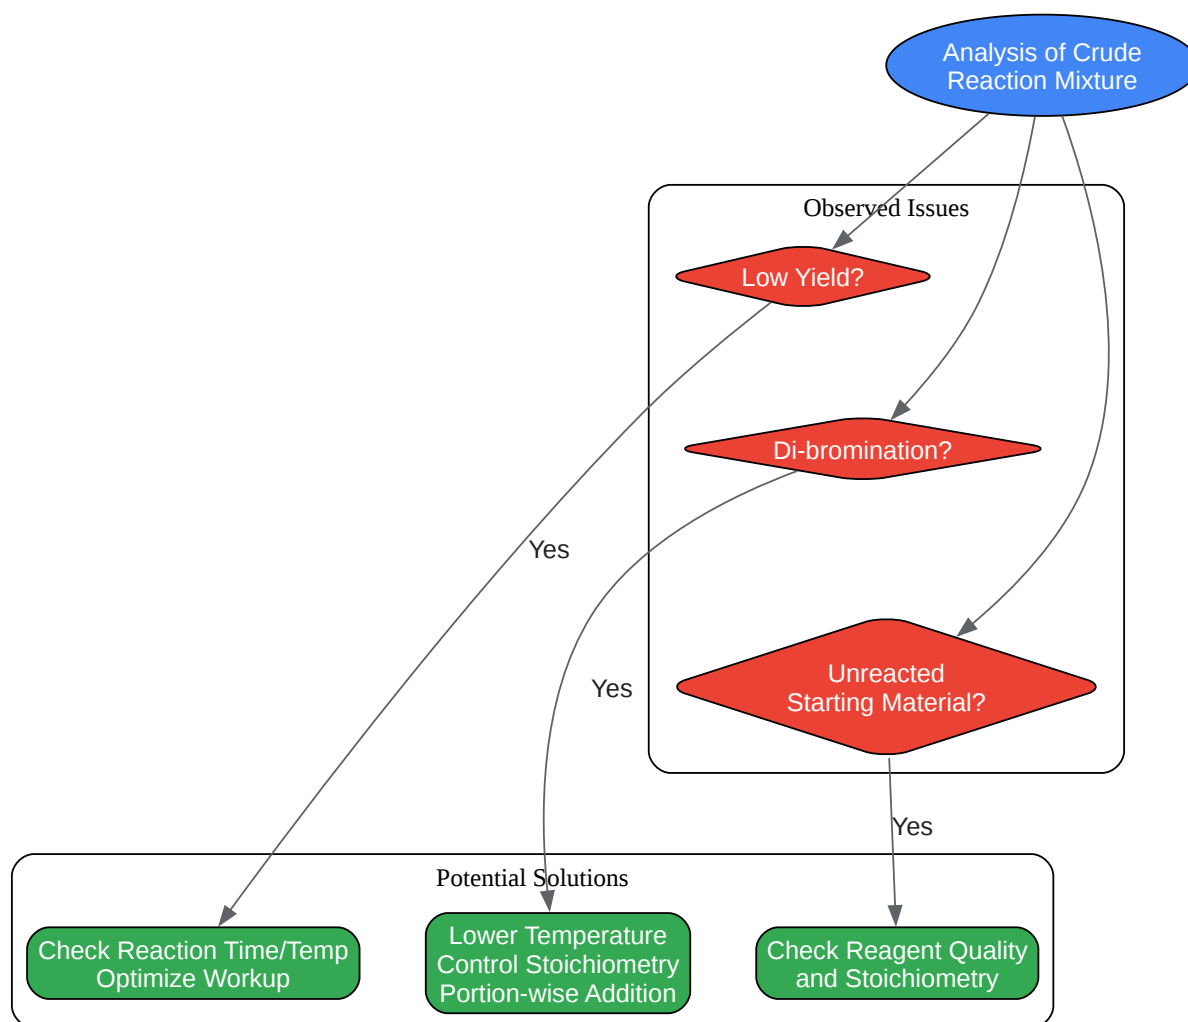 Analysis of Crude
Reaction Mixture
Observed Issues
Low Yield?
Di-bromination?
Yes
Unreacted
Starting Material?
Yes
Yes
Potential Solutions
Check Reaction Time/Temp
Optimize Workup
Lower Temperature
Control Stoichiometry
Portion-wise Addition
Check Reagent Quality
and Stoichiometry